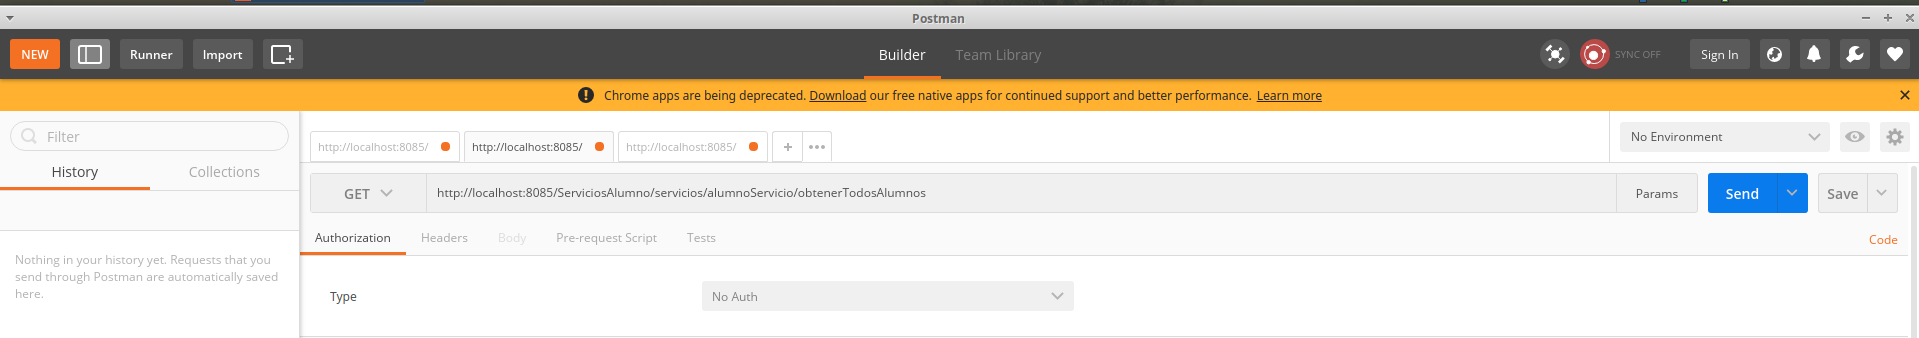 Postman
NEW Runner Import Builder Team Library SYNC OFF Sign In
Chrome apps are being deprecated. Download our free native apps for continued support and better performance. Learn more
Filter
History Collections
Nothing in your history yet. Requests that you
send through Postman are automatically saved
here.
http://localhost:8085/ http://localhost:8085/ http://localhost:8085/ + ••• No Environment
GET http://localhost:8085/ServiciosAlumno/servicios/alumnoServicio/obtenerTodosAlumnos Params Send Save
Authorization Headers Body Pre-request Script Tests Code
Type No Auth